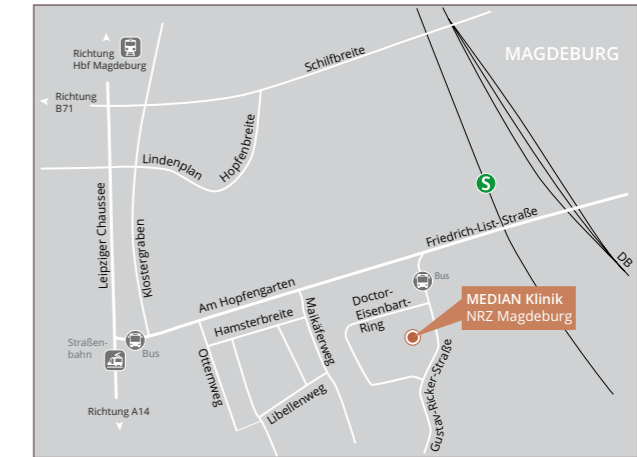 Richtung
Hbf Magdeburg
Schilfbreite
MAGDEBURG
Richtung
B71
Hopfenbreite
Lindenplan
S
Leipziger Chaussee
Klostergraben
Friedrich-List-Straße
DB
Bus
Am Hopfengarten
Doctor-
Eisenbart-
Ring
MEDIAN Klinik
NRZ Magdeburg
Hamsterbreite
Maikäferweg
Straßen-
bahn
Bus
Otternweg
Libellenweg
Gustav-Ricker-Straße
Richtung A14